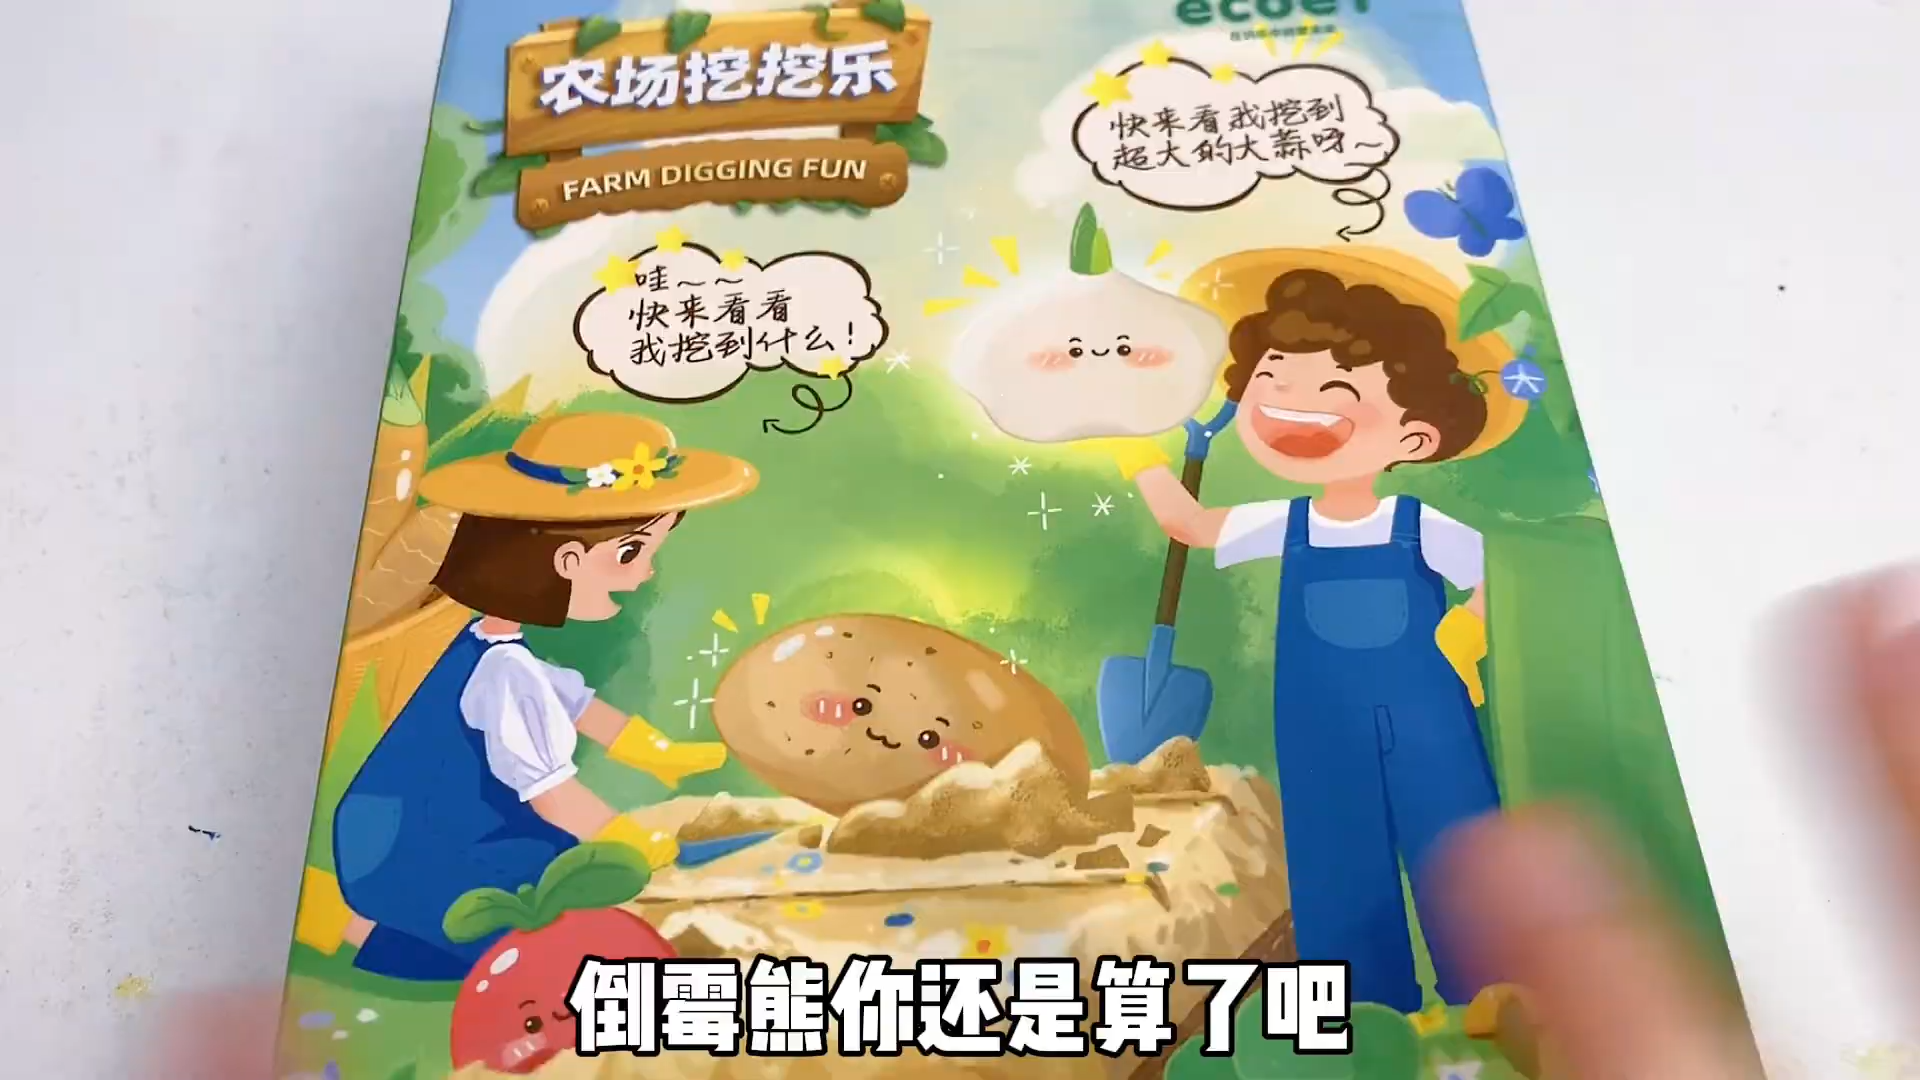 农场挖挖乐
FARM DIGGING FUN
快来看我挖到
超大的大蒜呀~
哇~~
快来看看
我挖到什么!
倒霉熊你还是算了吧